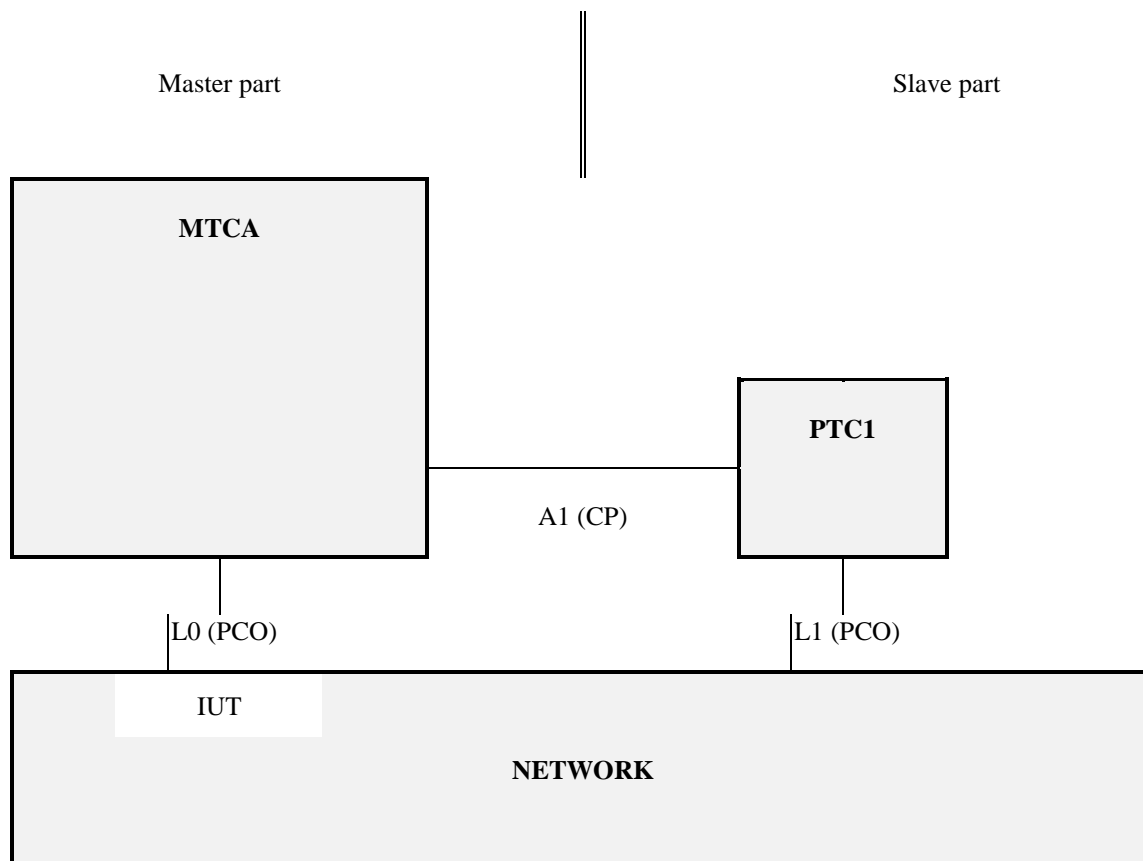 Master part
Slave part
MTCA
PTC1
A1 (CP)
L0 (PCO)
L1 (PCO)
IUT
NETWORK